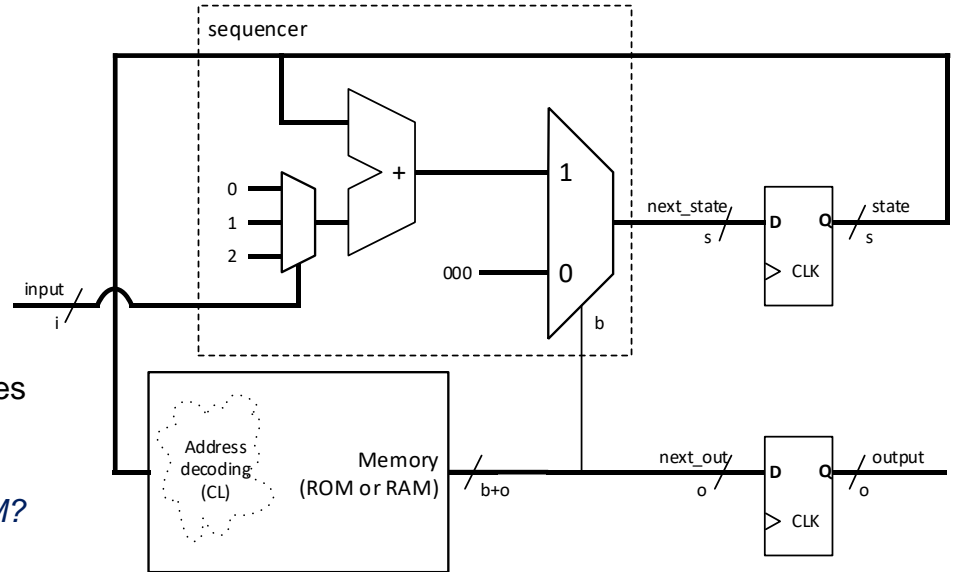 sequencer
0
1
2
+
1
000
0
b
next_state
s
D
Q
CLK
state
s
input
i
es
Address
decoding
(CL)
Memory
(ROM or RAM)
b+o
next_out
o
D
Q
CLK
output
o
M?